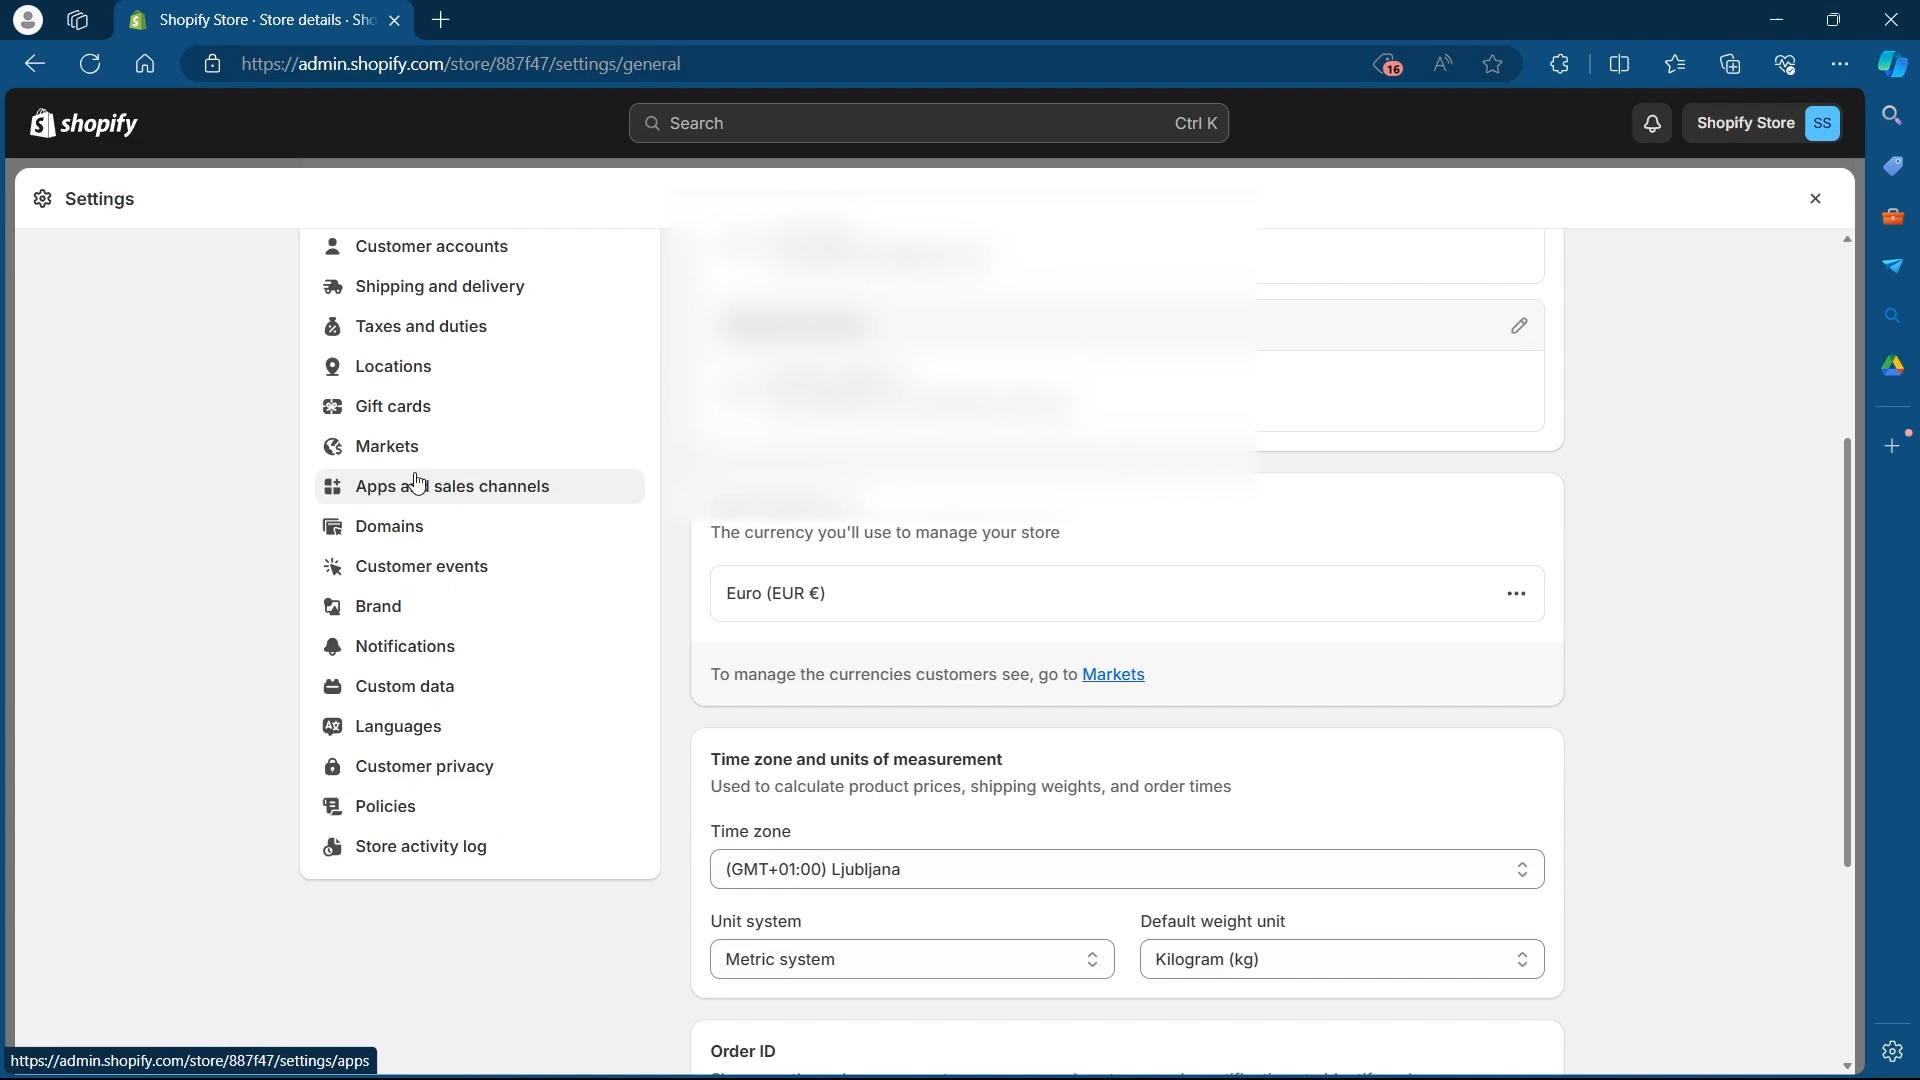 Shopify Store · Store details · Sho
https://admin.shopify.com/store/887f47/settings/general
16
shopify
Search
Ctrl K
Shopify Store
SS
Settings
Customer accounts
Shipping and delivery
Taxes and duties
Locations
Gift cards
Markets
Apps and sales channels
Domains
Customer events
Brand
Notifications
Custom data
Languages
Customer privacy
Policies
Store activity log
The currency you'll use to manage your store
Euro (EUR €)
To manage the currencies customers see, go to Markets
Time zone and units of measurement
Used to calculate product prices, shipping weights, and order times
Time zone
(GMT+01:00) Ljubljana
Unit system
Default weight unit
Metric system
Kilogram (kg)
Order ID
https://admin.shopify.com/store/887f47/settings/apps